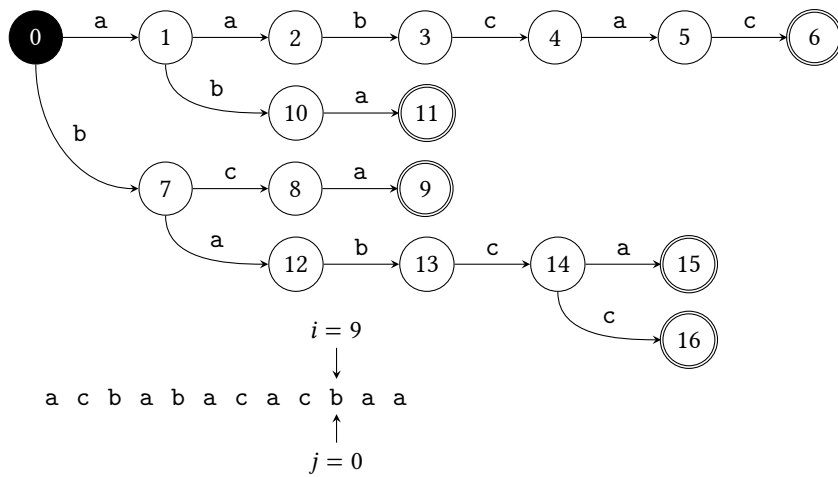 a a b c a c
0 1 2 3 4 5 6
b a
10 11
b
c a
7 8 9
a b c a
12 13 14 15
c
16
i = 9
a c b a b a c a c b a a
j = 0